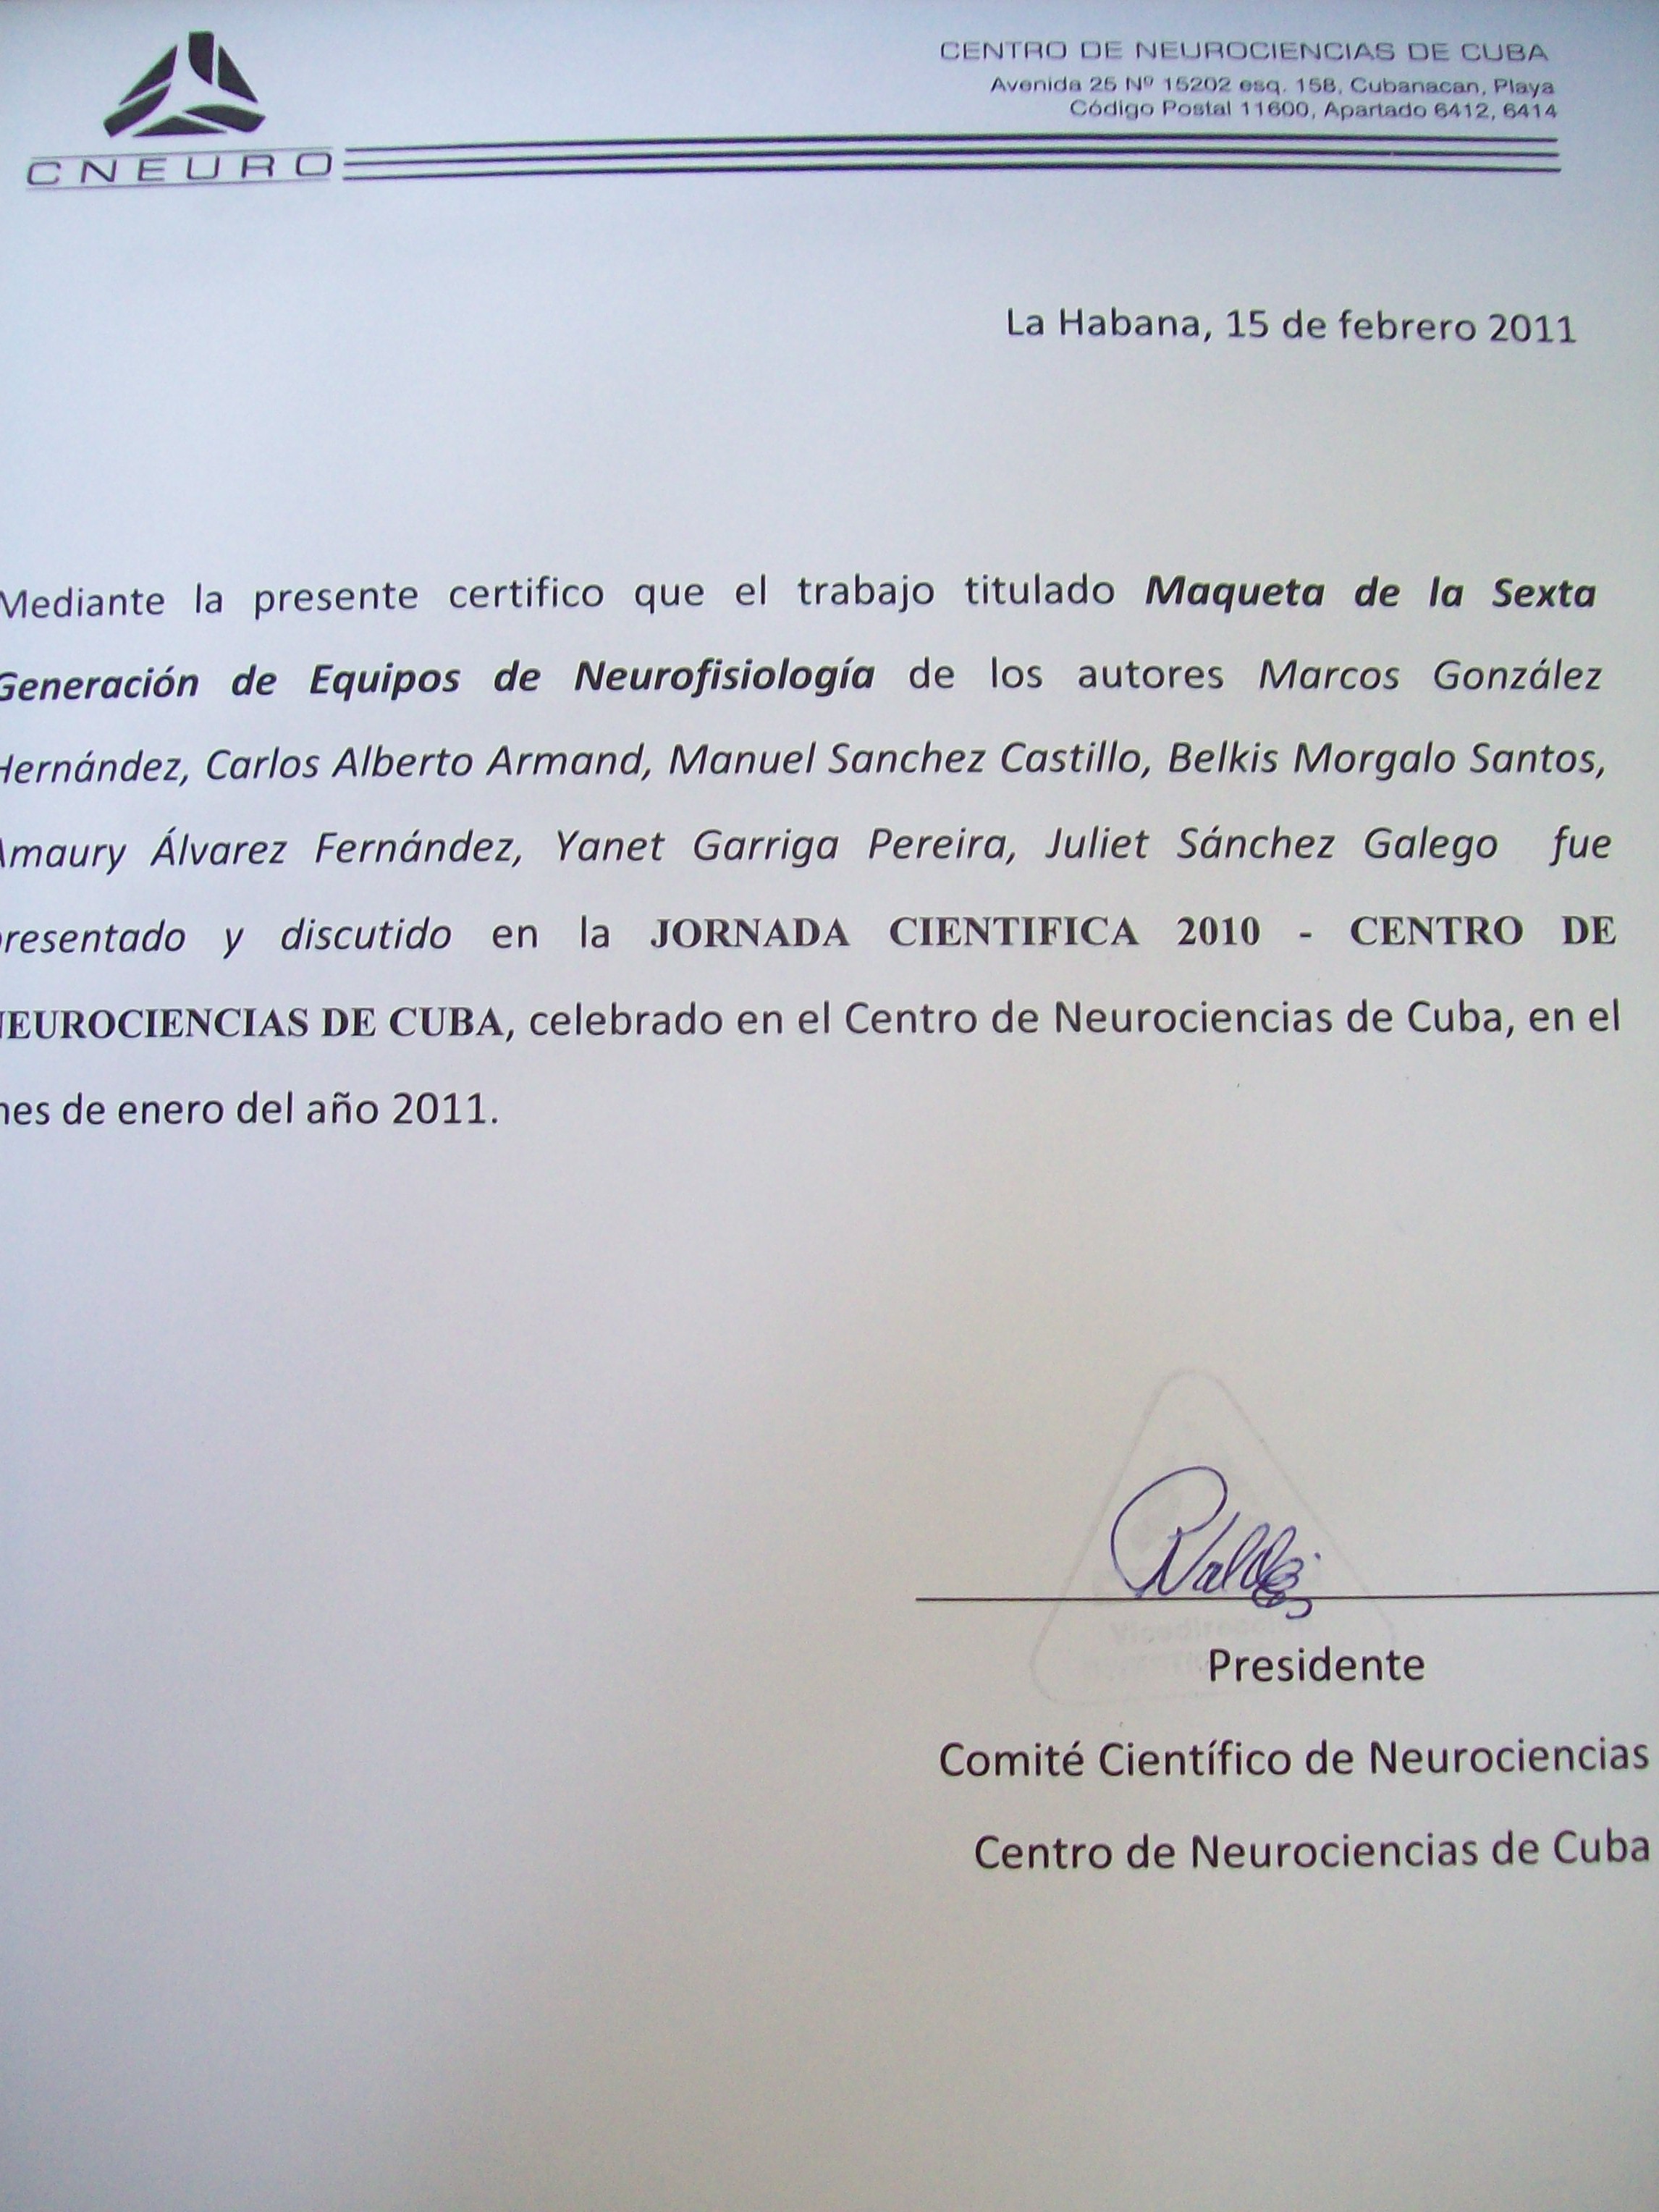 CENTRO DE NEUROCIENCIAS DE CUBA
Avenida 25 Nº 15202 esq. 158, Cubanacan, Playa
Código Postal 11600, Apartado 6412, 6414
CNEURO
La Habana, 15 de febrero 2011
Mediante la presente certifico que el trabajo titulado Maqueta de la Sexta
Generación de Equipos de Neurofisiología de los autores Marcos González
Hernández, Carlos Alberto Armand, Manuel Sanchez Castillo, Belkis Morgalo Santos,
Amaury Álvarez Fernández, Yanet Garriga Pereira, Juliet Sánchez Galego fue
presentado y discutido en la JORNADA CIENTIFICA 2010 - CENTRO DE
NEUROCIENCIAS DE CUBA, celebrado en el Centro de Neurociencias de Cuba, en el
mes de enero del año 2011.
Vicedirección
Presidente
Comité Científico de Neurociencias
Centro de Neurociencias de Cuba